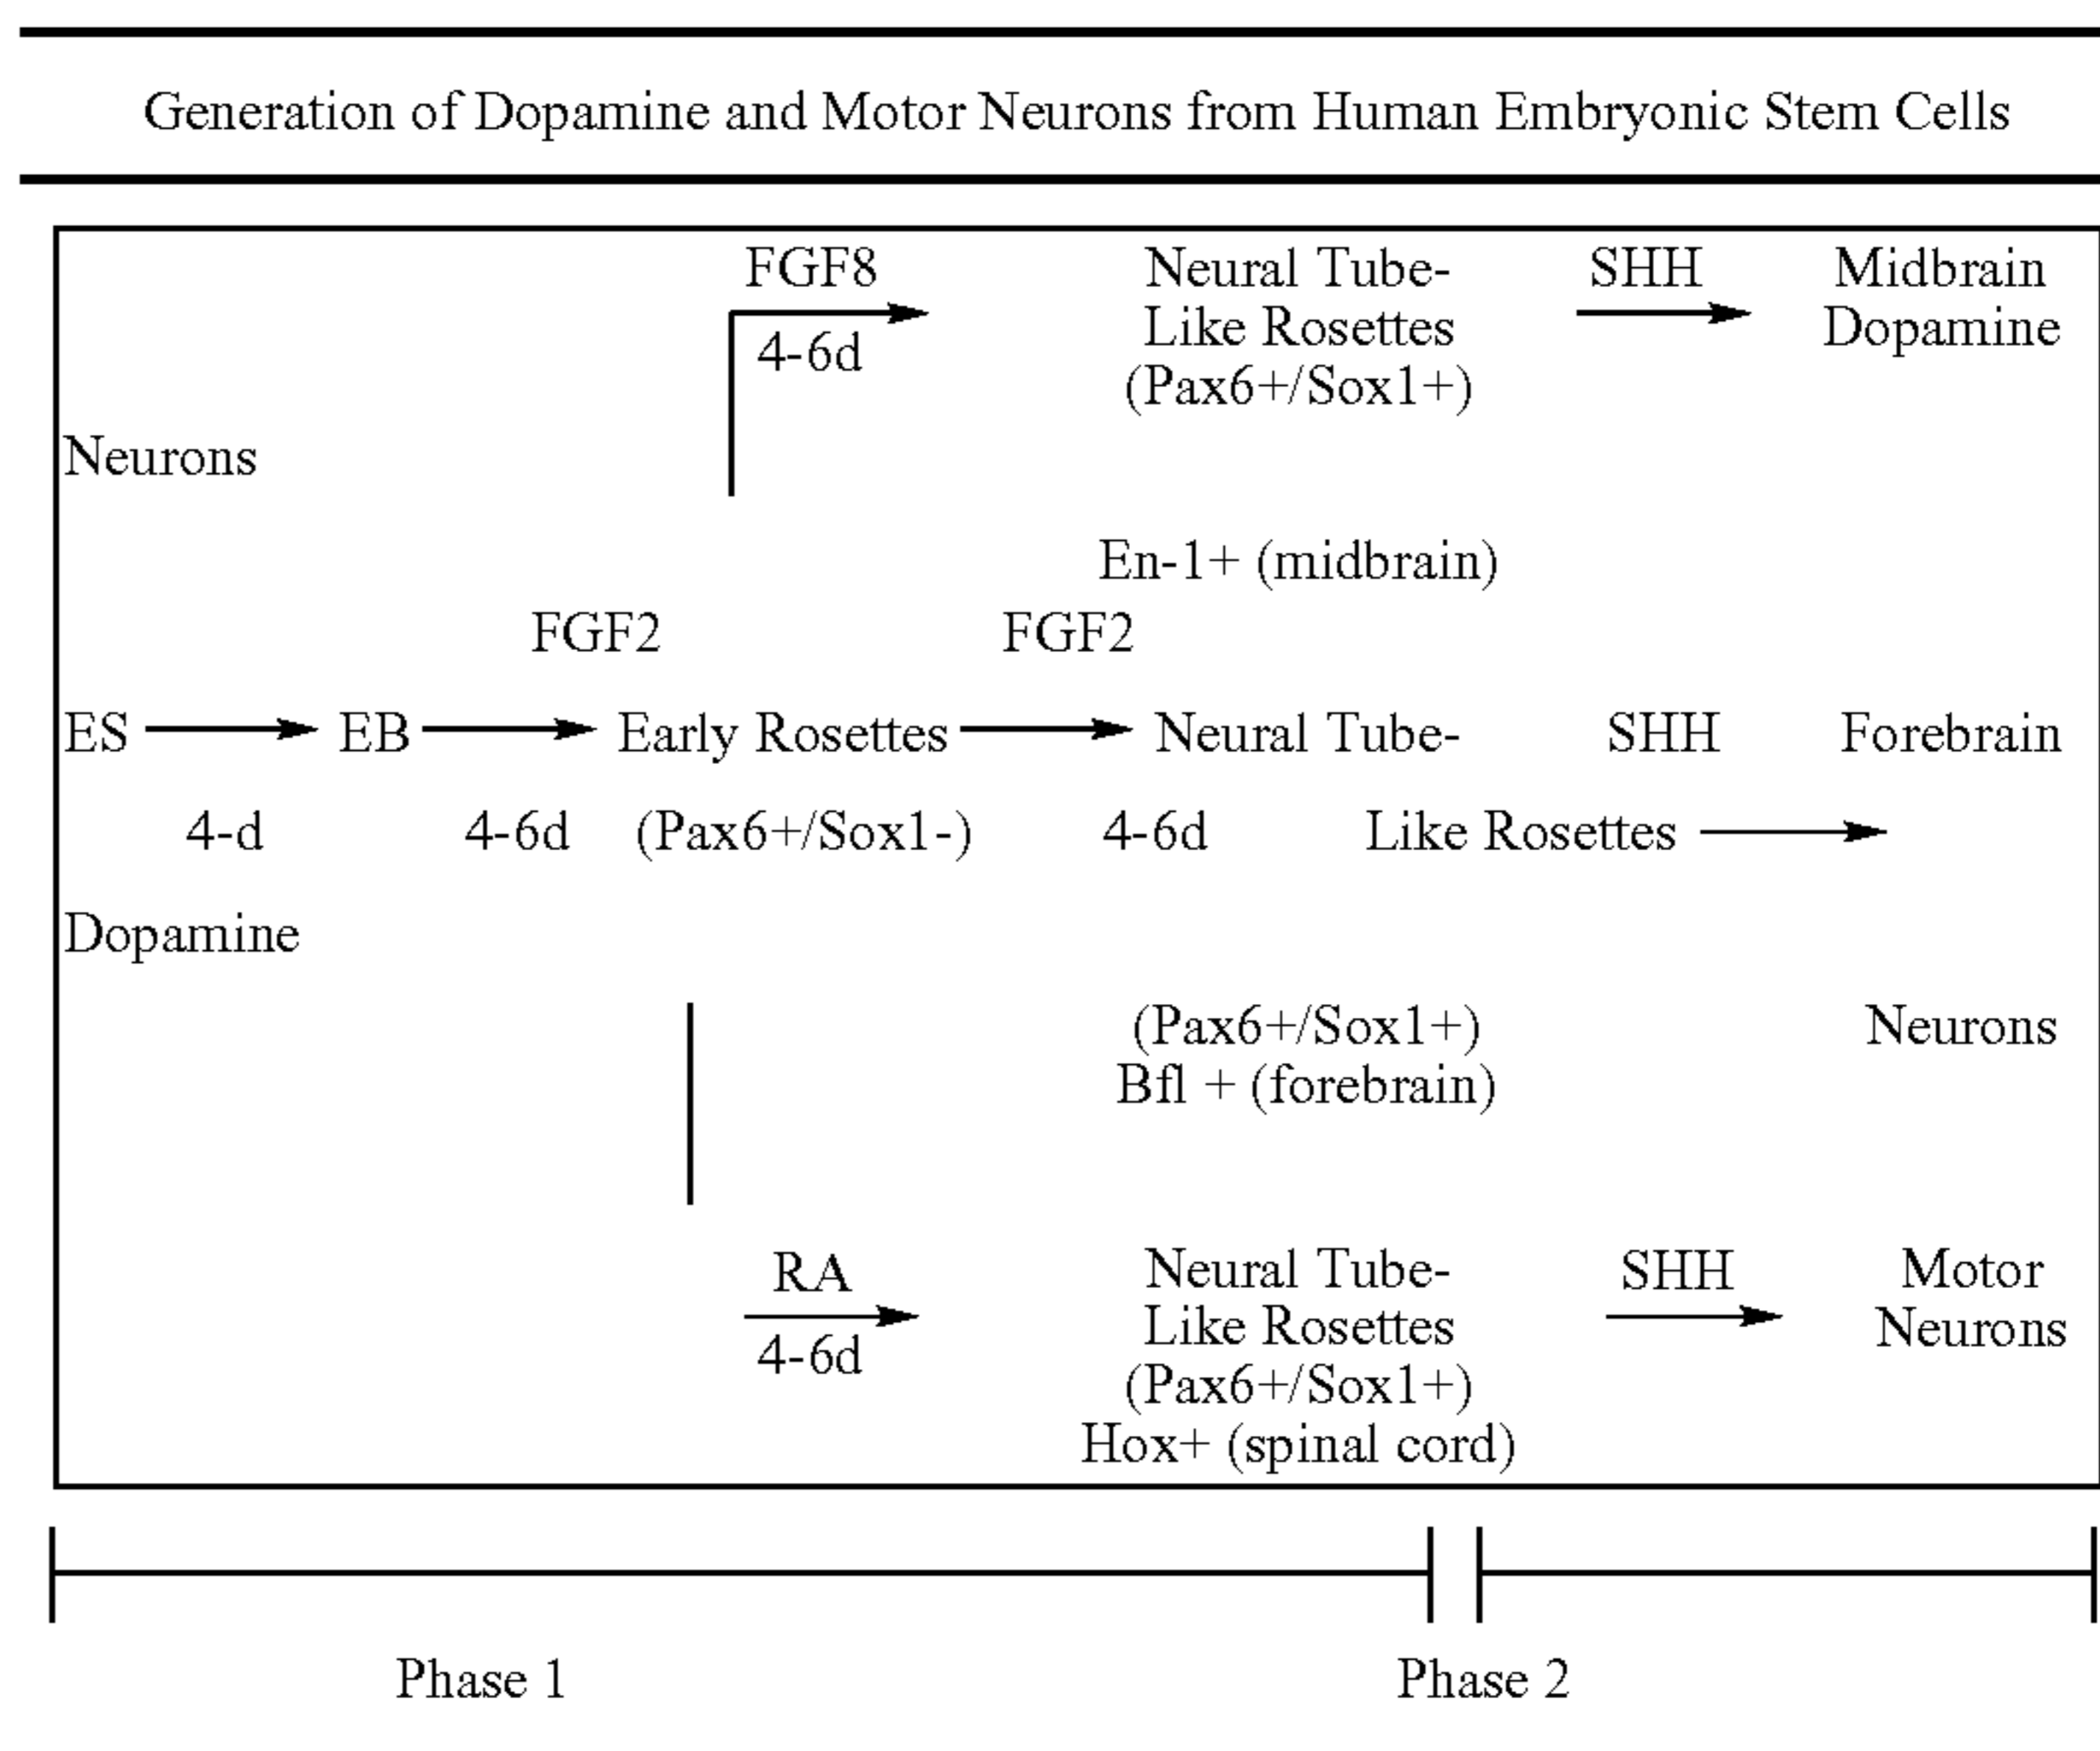 Generation of Dopamine and Motor Neurons from Human Embryonic Stem Cells
FGF8 Neural Tube- SHH Midbrain
Like Rosettes Dopamine
4-6d
(Pax6+/Sox1+)
Neurons
En-1+ (midbrain)
FGF2 FGF2
ES EB Early Rosettes Neural Tube- SHH Forebrain
4-d 4-6d (Pax6+/Sox1-) 4-6d Like Rosettes
Dopamine
(Pax6+/Sox1+) Neurons
Bfl + (forebrain)
RA Neural Tube- SHH Motor
Like Rosettes Neurons
4-6d
(Pax6+/Sox1+)
Hox+ (spinal cord)
Phase 1 Phase 2